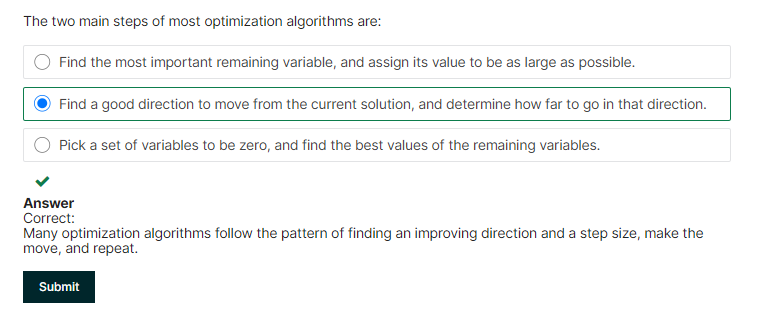 The two main steps of most optimization algorithms are:
Find the most important remaining variable, and assign its value to be as large as possible.
Find a good direction to move from the current solution, and determine how far to go in that direction.
Pick a set of variables to be zero, and find the best values of the remaining variables.
Answer
Correct:
Many optimization algorithms follow the pattern of finding an improving direction and a step size, make the
move, and repeat.
Submit